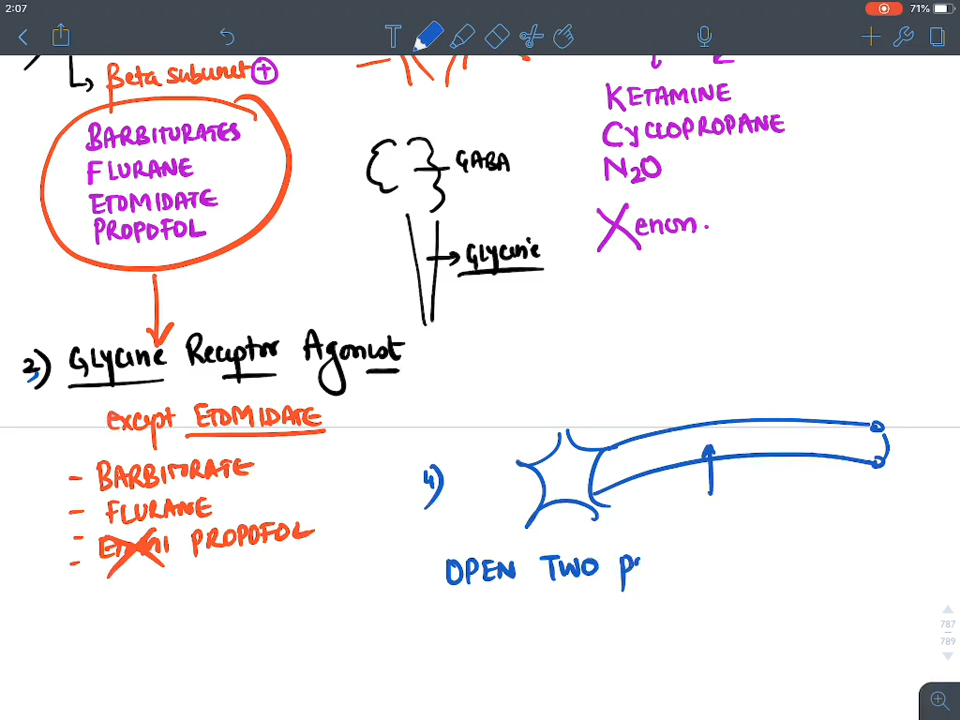 2:07
71%
Beta subunit +
BARBITURATES
FLURANE
ETOMIDATE
PROPOFOL
GABA
Glycine
KETAMINE
CYCLOPROPANE
N2O
Xenon.
2) Glycine Receptor Agonist
except ETOMIDATE
- BARBITURATE
- FLURANE
- PROPOFOL
-
4)
OPEN TWO
787
789